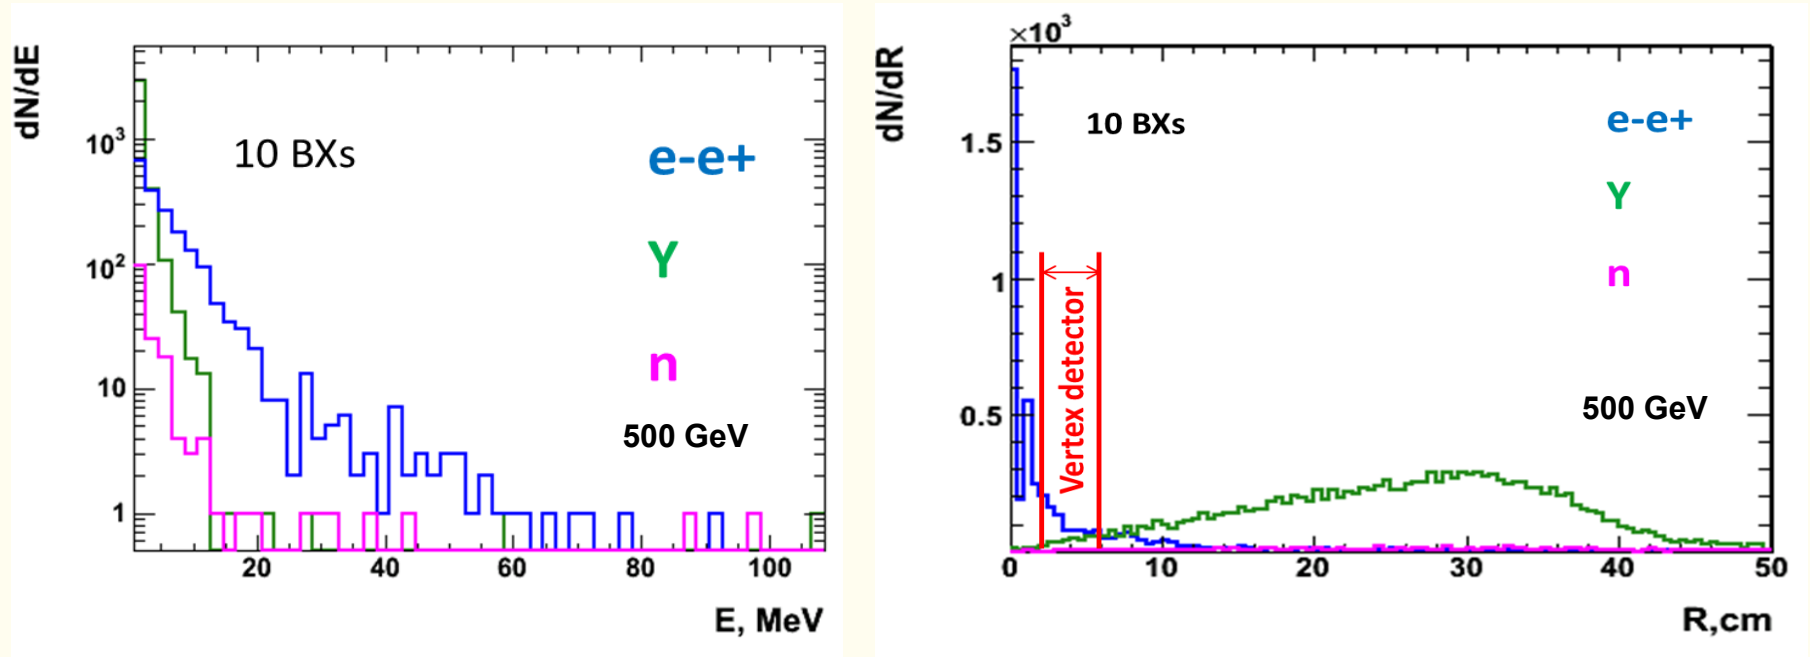 dN/dE
10³
10²
10
1
10 BXs
e-e+
γ
n
500 GeV
20 40 60 80 100
E, MeV
×10³
dN/dR
1.5
1
0.5
10 BXs
e-e+
γ
n
Vertex detector
500 GeV
0 10 20 30 40 50
R,cm